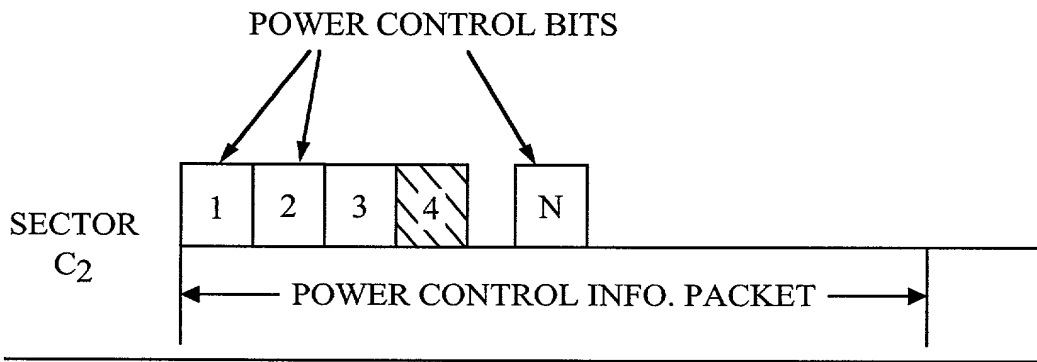 POWER CONTROL BITS
1 2 3 4 N
SECTOR
C2
POWER CONTROL INFO. PACKET